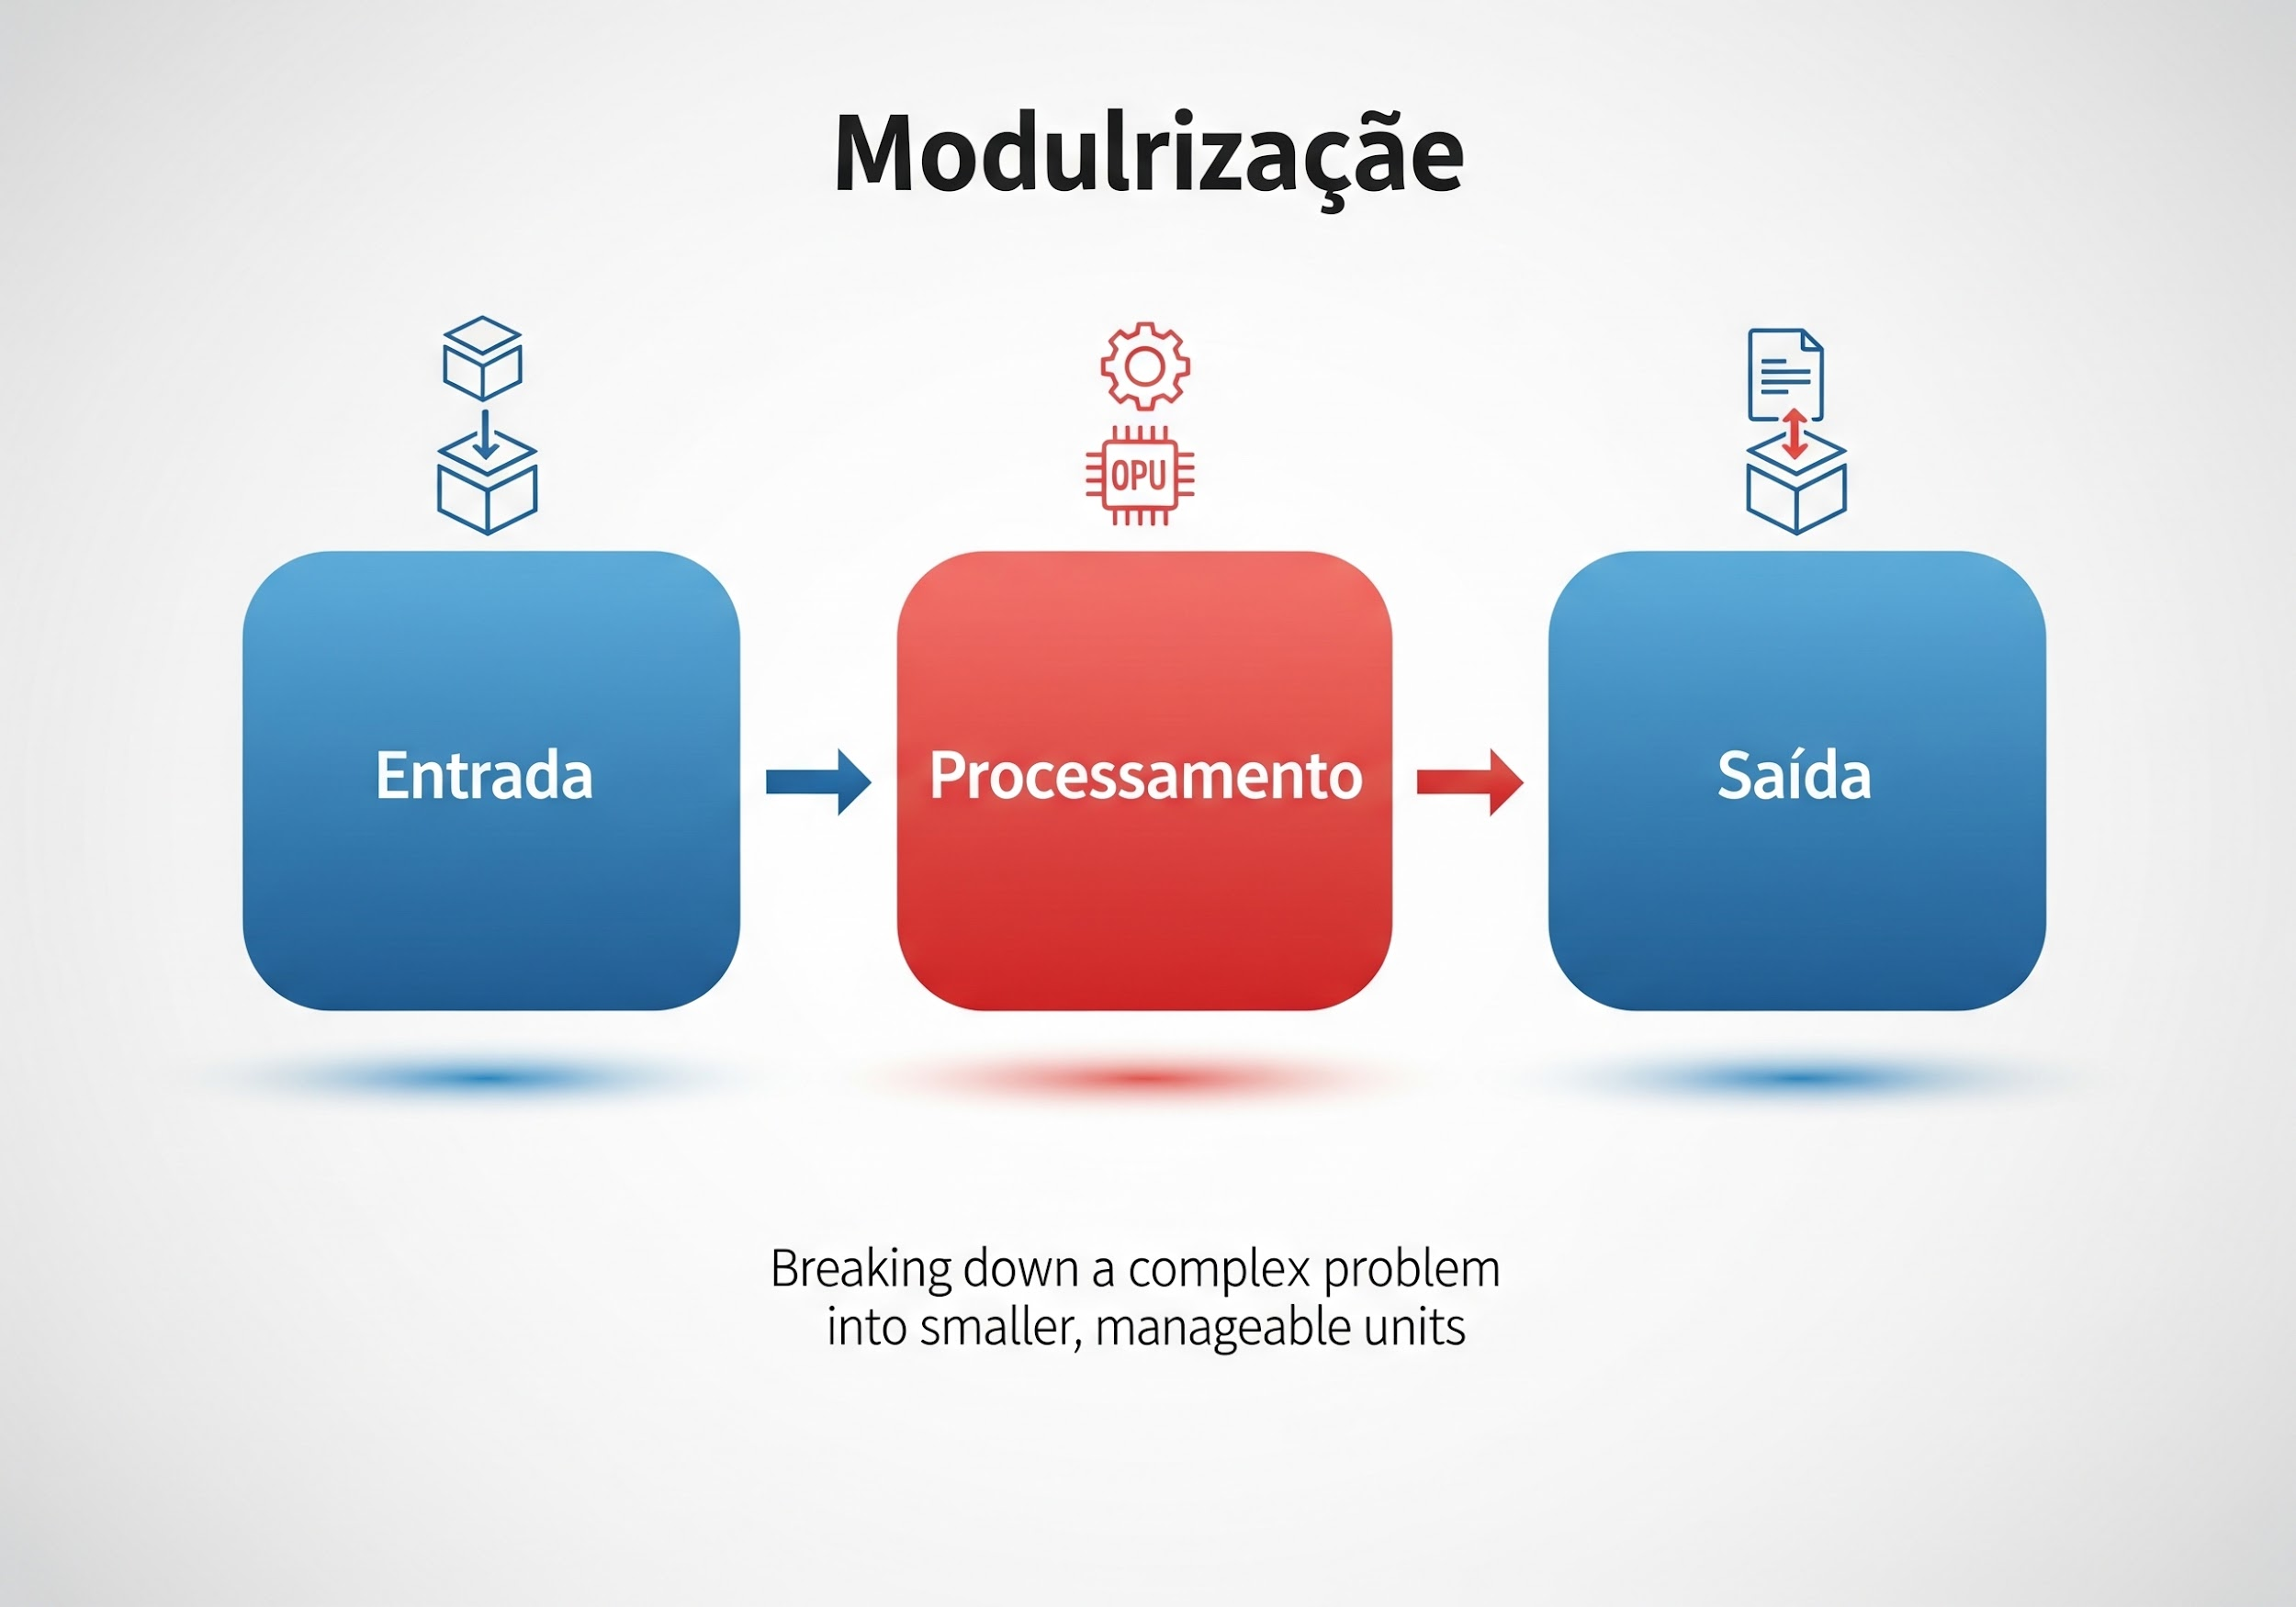 Modulrizaçãe
OPU
Entrada
Processamento
Saída
Breaking down a complex problem
into smaller, manageable units